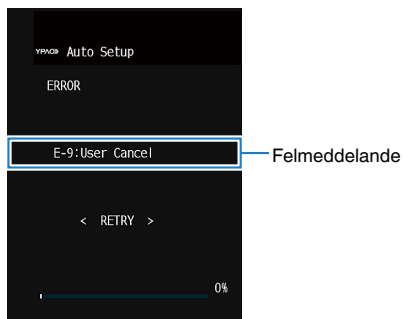 YPAO Auto Setup
ERROR
E-9:User Cancel
Felmeddelande
< RETRY >
0%